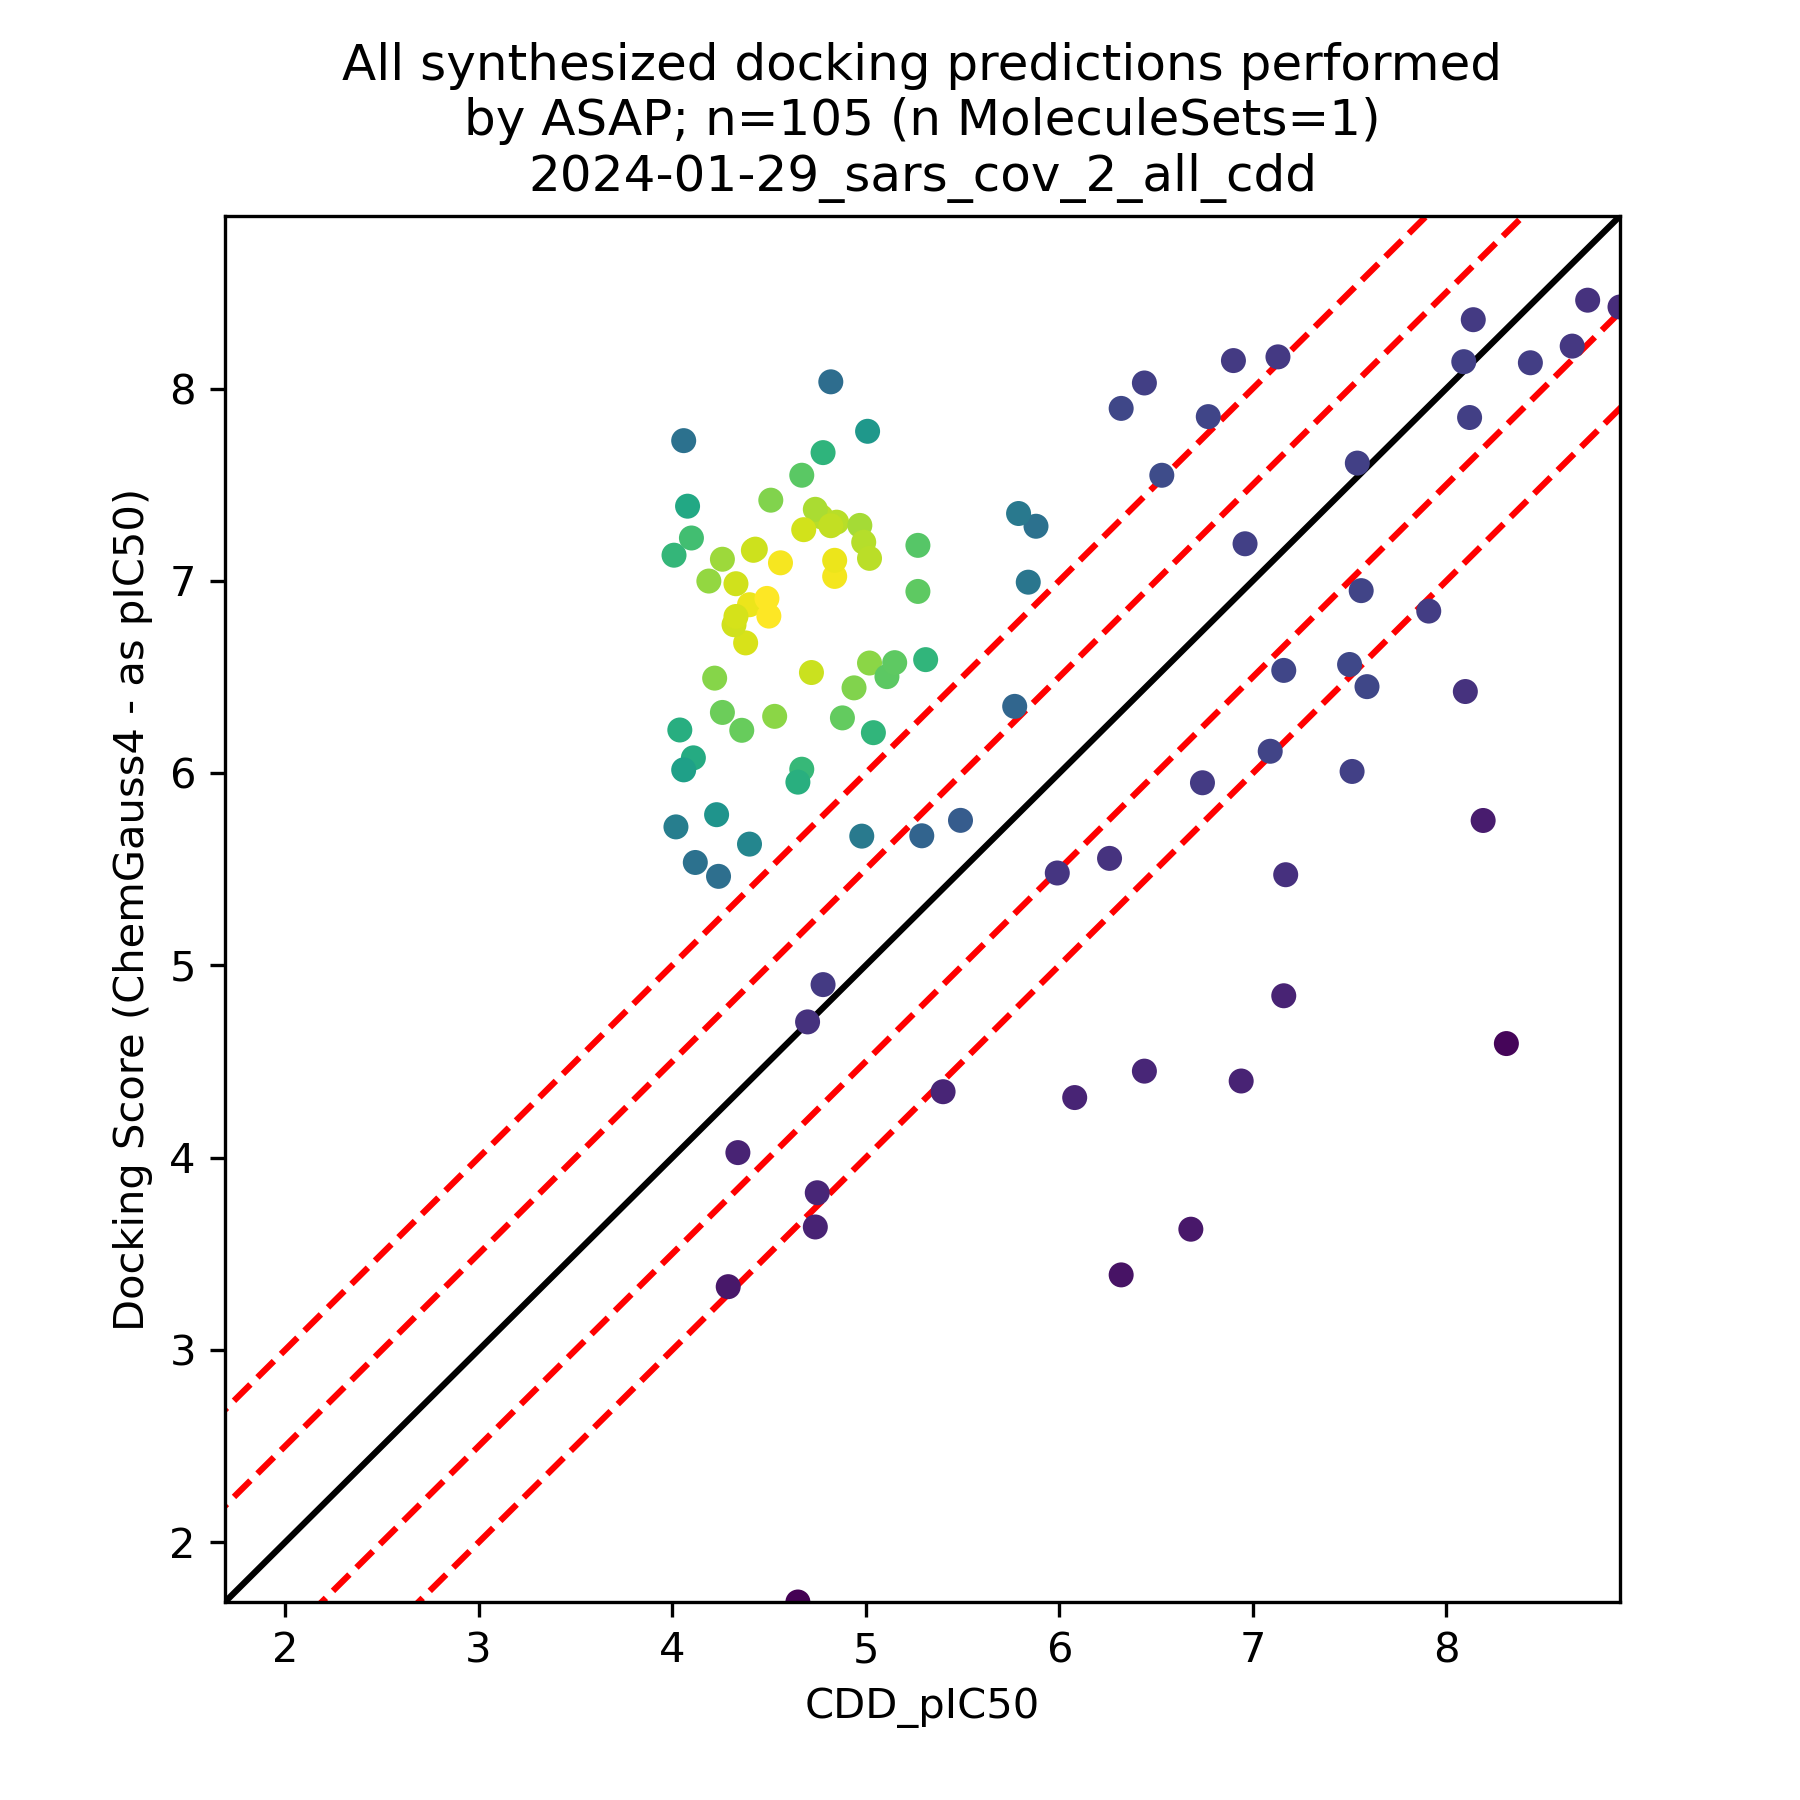 All synthesized docking predictions performed
by ASAP; n=105 (n MoleculeSets=1)
2024-01-29_sars_cov_2_all_cdd
Docking Score (ChemGauss4 - as pIC50)
8
7
6
5
4
3
2
2 3 4 5 6 7 8
CDD_pIC50